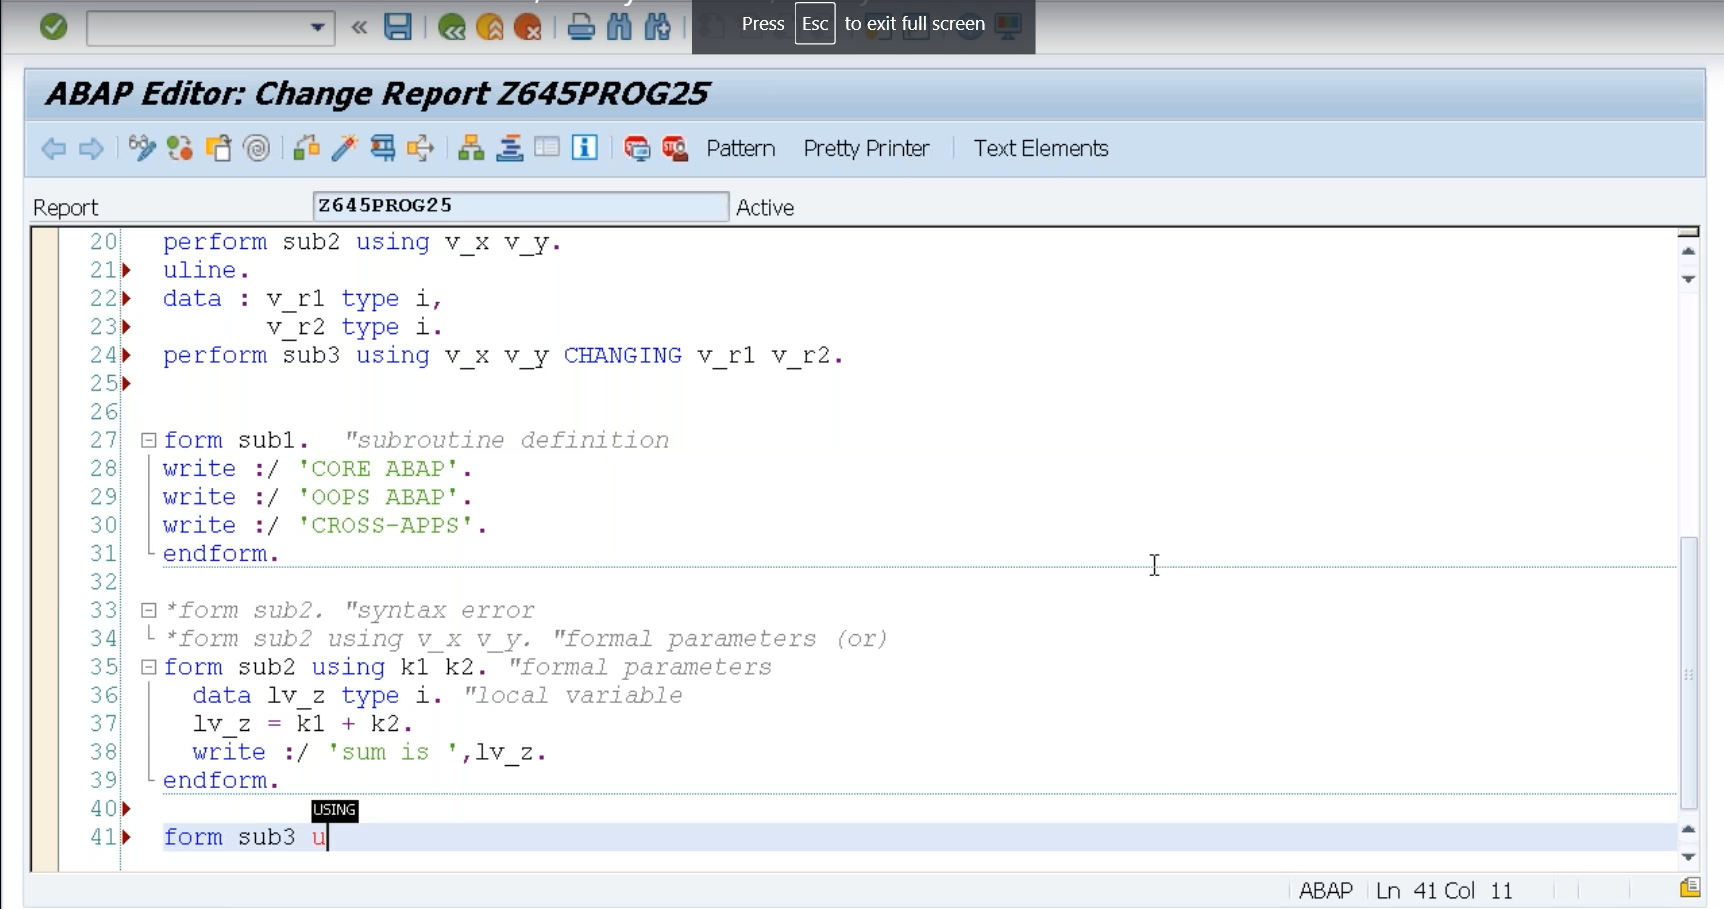 Press Esc to exit full screen
ABAP Editor: Change Report Z645PROG25
Pattern Pretty Printer Text Elements
Report Z645PROG25 Active
20 perform sub2 using v_x v_y.
21 uline.
22 data : v_r1 type i,
23 v_r2 type i.
24 perform sub3 using v_x v_y CHANGING v_r1 v_r2.
25
26
27 form sub1. "subroutine definition
28 write :/ 'CORE ABAP'.
29 write :/ 'OOPS ABAP'.
30 write :/ 'CROSS-APPS'.
31 endform.
32
33 *form sub2. "syntax error
34 *form sub2 using v_x v_y. "formal parameters (or)
35 form sub2 using k1 k2. "formal parameters
36 data lv_z type i. "local variable
37 lv_z = k1 + k2.
38 write :/ 'sum is ',lv_z.
39 endform.
40 USING
41 form sub3 u
ABAP Ln 41 Col 11